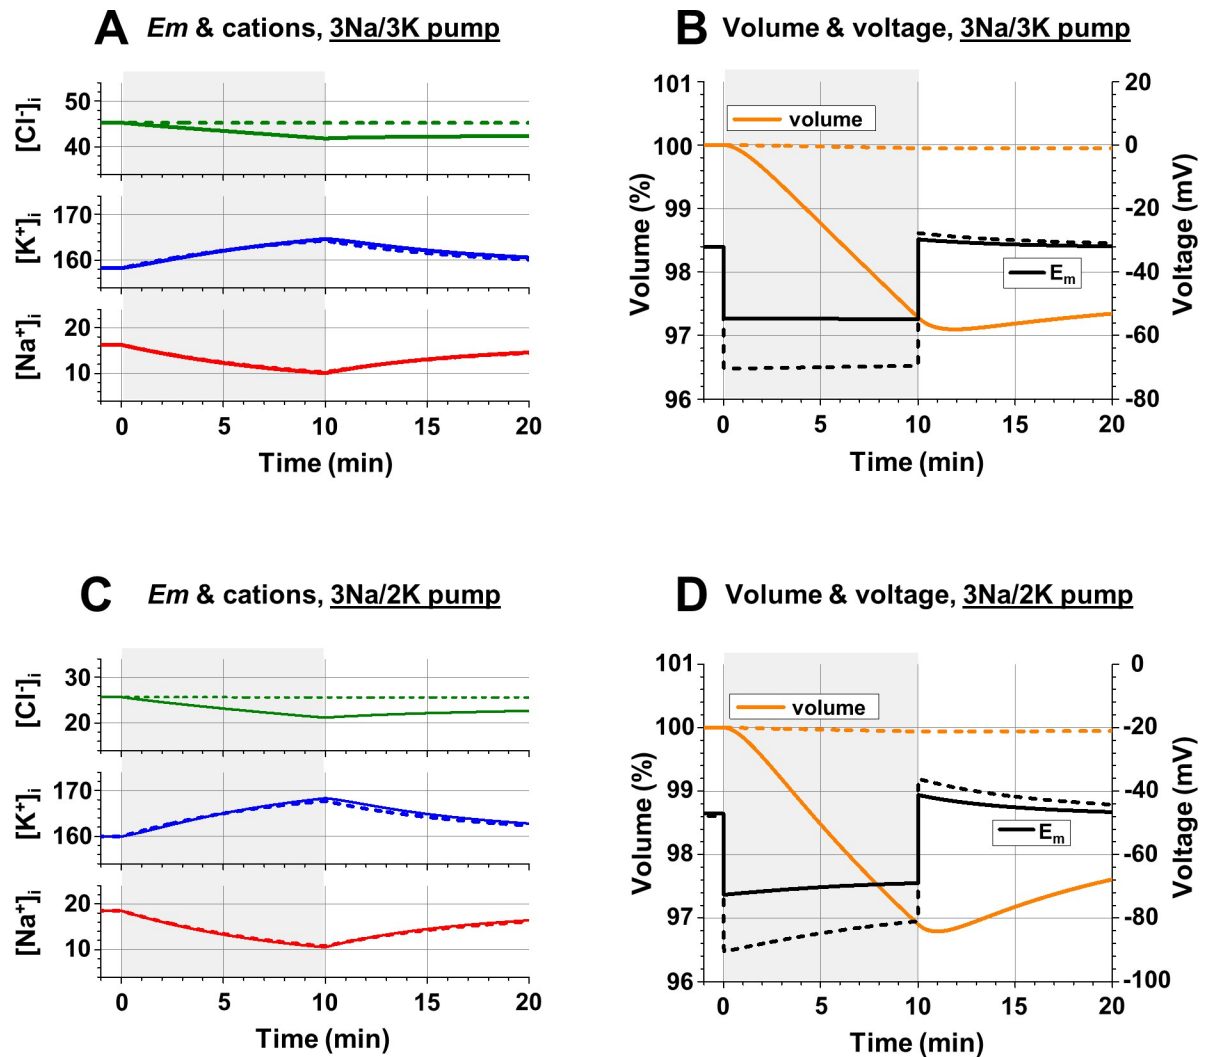 A Em & cations, 3Na/3K pump
[Cl-]i
50
40
[K+]i
170
160
[Na+]i
20
10
0 5 10 15 20
Time (min)
B Volume & voltage, 3Na/3K pump
Volume (%)
101
100
99
98
97
96
volume
Em
20
0
-20
-40
-60
-80
Voltage (mV)
0 5 10 15 20
Time (min)
C Em & cations, 3Na/2K pump
[Cl-]i
30
20
[K+]i
170
160
[Na+]i
20
10
0 5 10 15 20
Time (min)
D Volume & voltage, 3Na/2K pump
Volume (%)
101
100
99
98
97
96
volume
Em
0
-20
-40
-60
-80
-100
Voltage (mV)
0 5 10 15 20
Time (min)